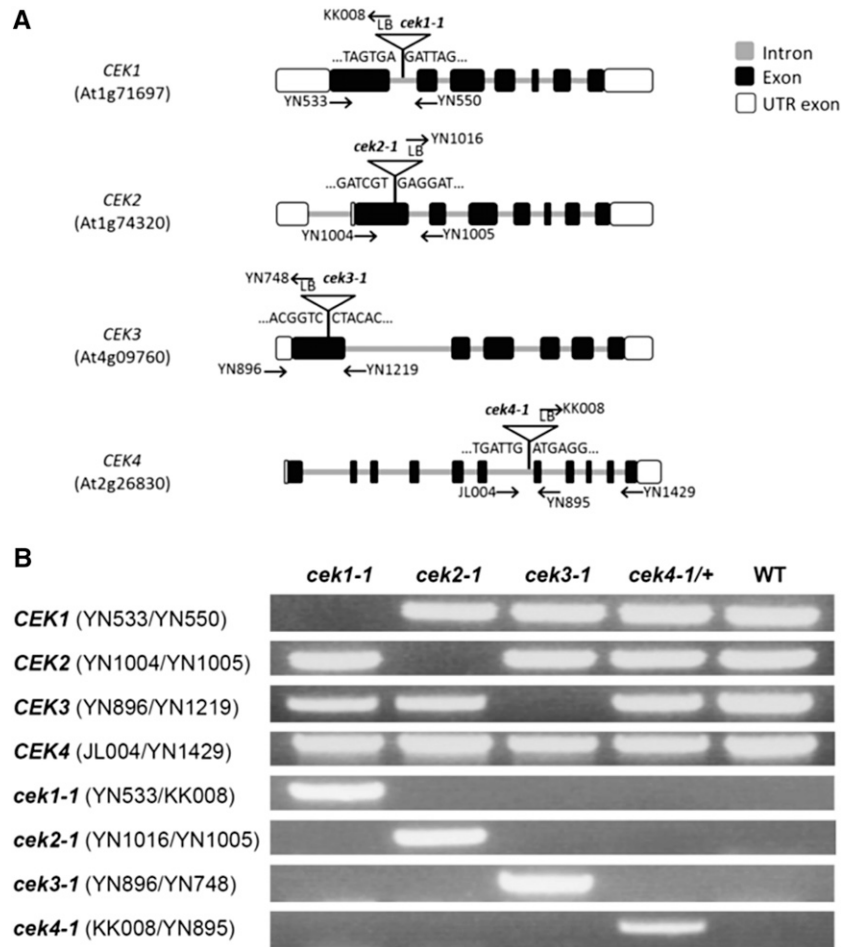 A
KK008
LB
cek1-1
...TAGTGA GATTAG...
CEK1
(At1g71697)
YN533
YN550
Intron
Exon
UTR exon
cek2-1
YN1016
LB
...GATCGT GAGGAT...
CEK2
(At1g74320)
YN1004
YN1005
YN748
LB
cek3-1
...ACGGTC CTACAC...
CEK3
(At4g09760)
YN896
YN1219
cek4-1
LB
KK008
...TGATTG ATGAGG...
CEK4
(At2g26830)
JL004
YN895
YN1429
B
cek1-1 cek2-1 cek3-1 cek4-1/+ WT
CEK1 (YN533/YN550)
CEK2 (YN1004/YN1005)
CEK3 (YN896/YN1219)
CEK4 (JL004/YN1429)
cek1-1 (YN533/KK008)
cek2-1 (YN1016/YN1005)
cek3-1 (YN896/YN748)
cek4-1 (KK008/YN895)